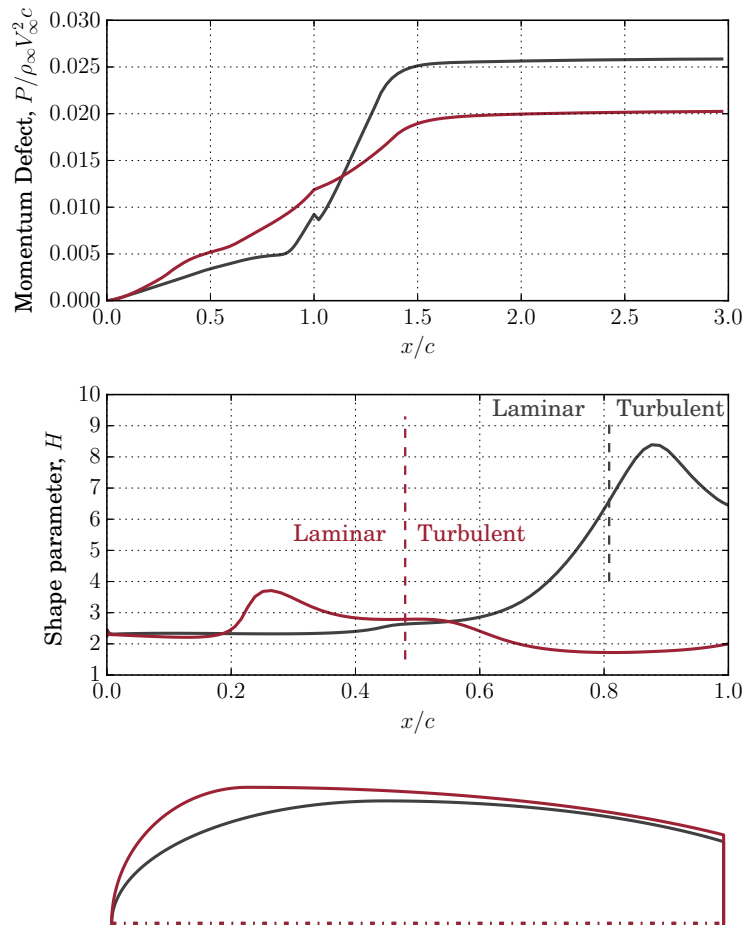 Momentum Defect, P/ρ∞V∞²c
0.030
0.025
0.020
0.015
0.010
0.005
0.000
0.0 0.5 1.0 1.5 2.0 2.5 3.0
x/c
Shape parameter, H
10
9
8
7
6
5
4
3
2
1
Laminar Turbulent
Laminar Turbulent
0.0 0.2 0.4 0.6 0.8 1.0
x/c